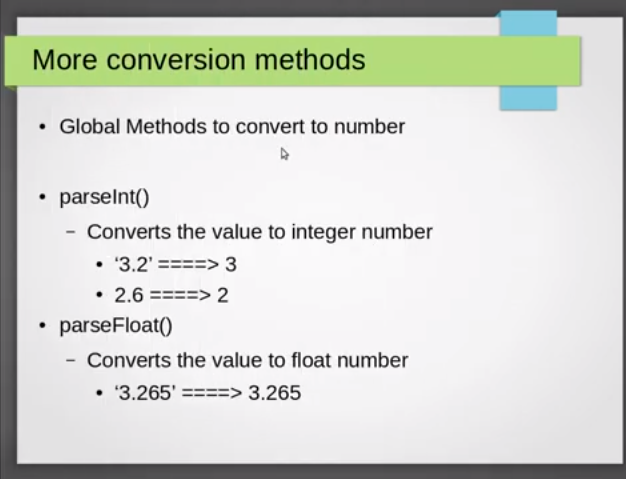 More conversion methods
• Global Methods to convert to number
• parseInt()
– Converts the value to integer number
• ‘3.2’ ====> 3
• 2.6 ====> 2
• parseFloat()
– Converts the value to float number
• ‘3.265’ ====> 3.265